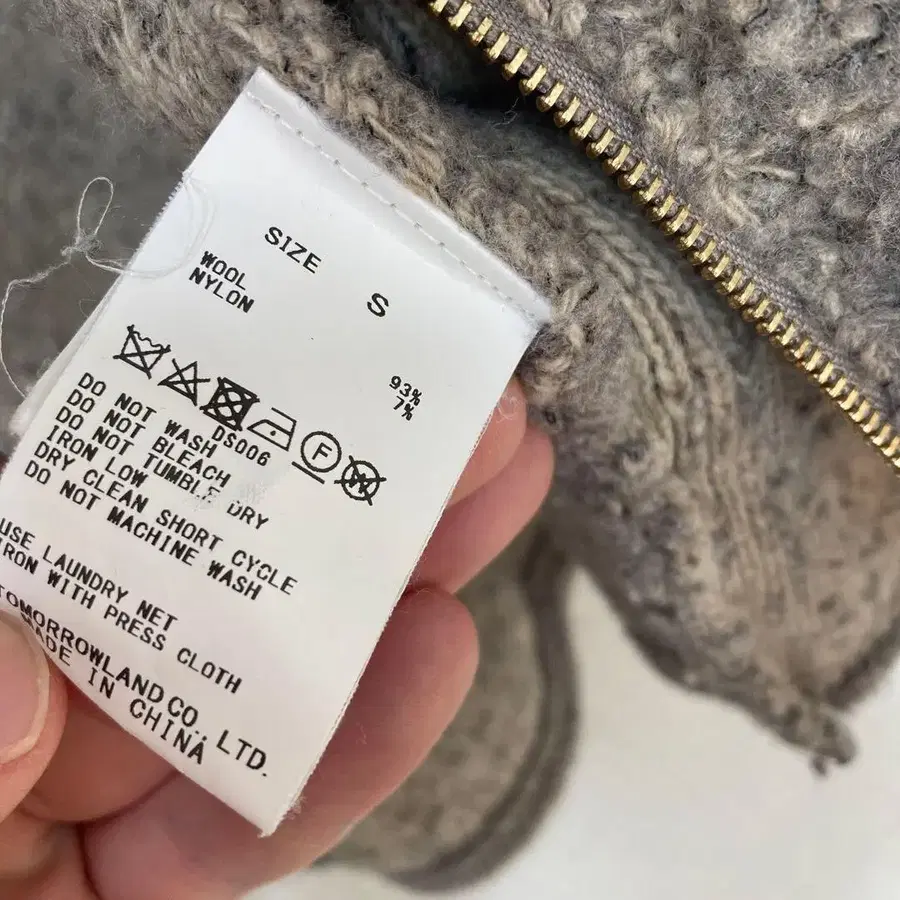 SIZE
S
WOOL 93%
NYLON 7%
F
W
DS006
DO NOT WASH
DO NOT BLEACH
DO NOT TUMBLE DRY
IRON LOW
DRY CLEAN SHORT CYCLE
DO NOT MACHINE WASH
USE LAUNDRY NET
IRON WITH PRESS CLOTH
TOMORROWLAND CO., LTD.
MADE IN CHINA